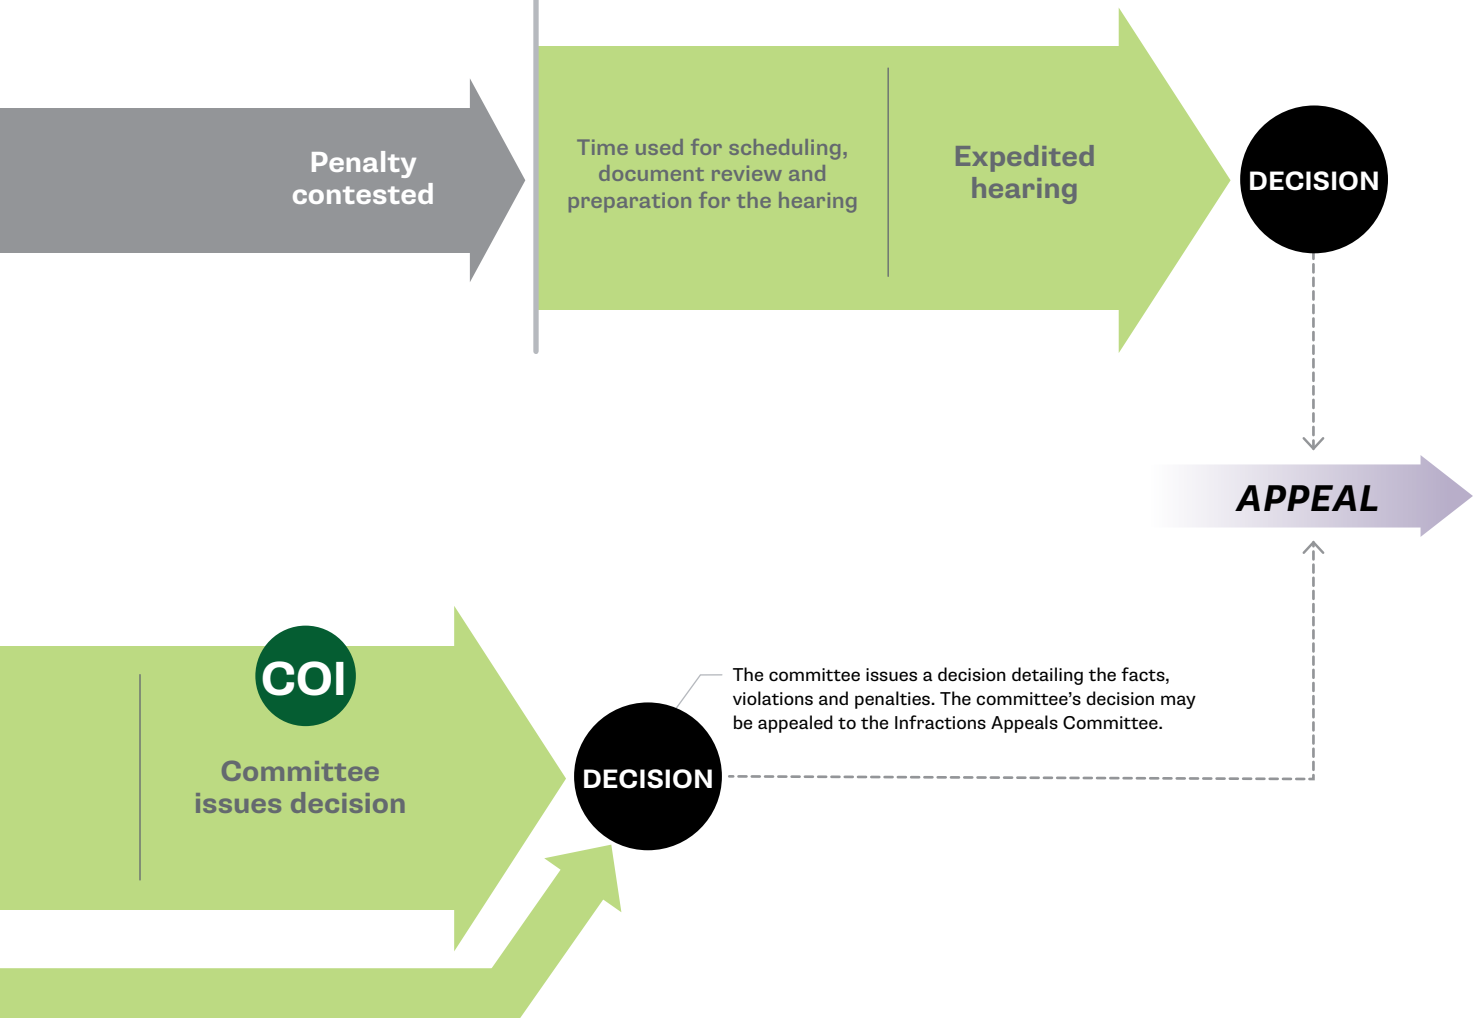 Penalty
contested
Time used for scheduling,
document review and
preparation for the hearing
Expedited
hearing
DECISION
APPEAL
COI
Committee
issues decision
DECISION
The committee issues a decision detailing the facts,
violations and penalties. The committee’s decision may
be appealed to the Infractions Appeals Committee.